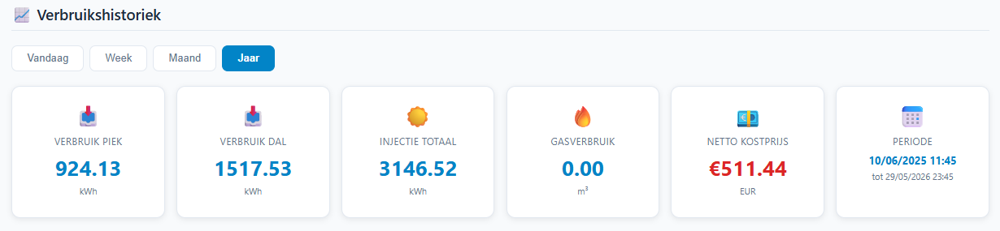 Verbruikshistoriek
Vandaag Week Maand Jaar
VERBRUIK PIEK
924.13
kWh
VERBRUIK DAL
1517.53
kWh
INJECTIE TOTAAL
3146.52
kWh
GASVERBRUIK
0.00
m³
NETTO KOSTPRIJS
€511.44
EUR
PERIODE
10/06/2025 11:45
tot 29/05/2026 23:45